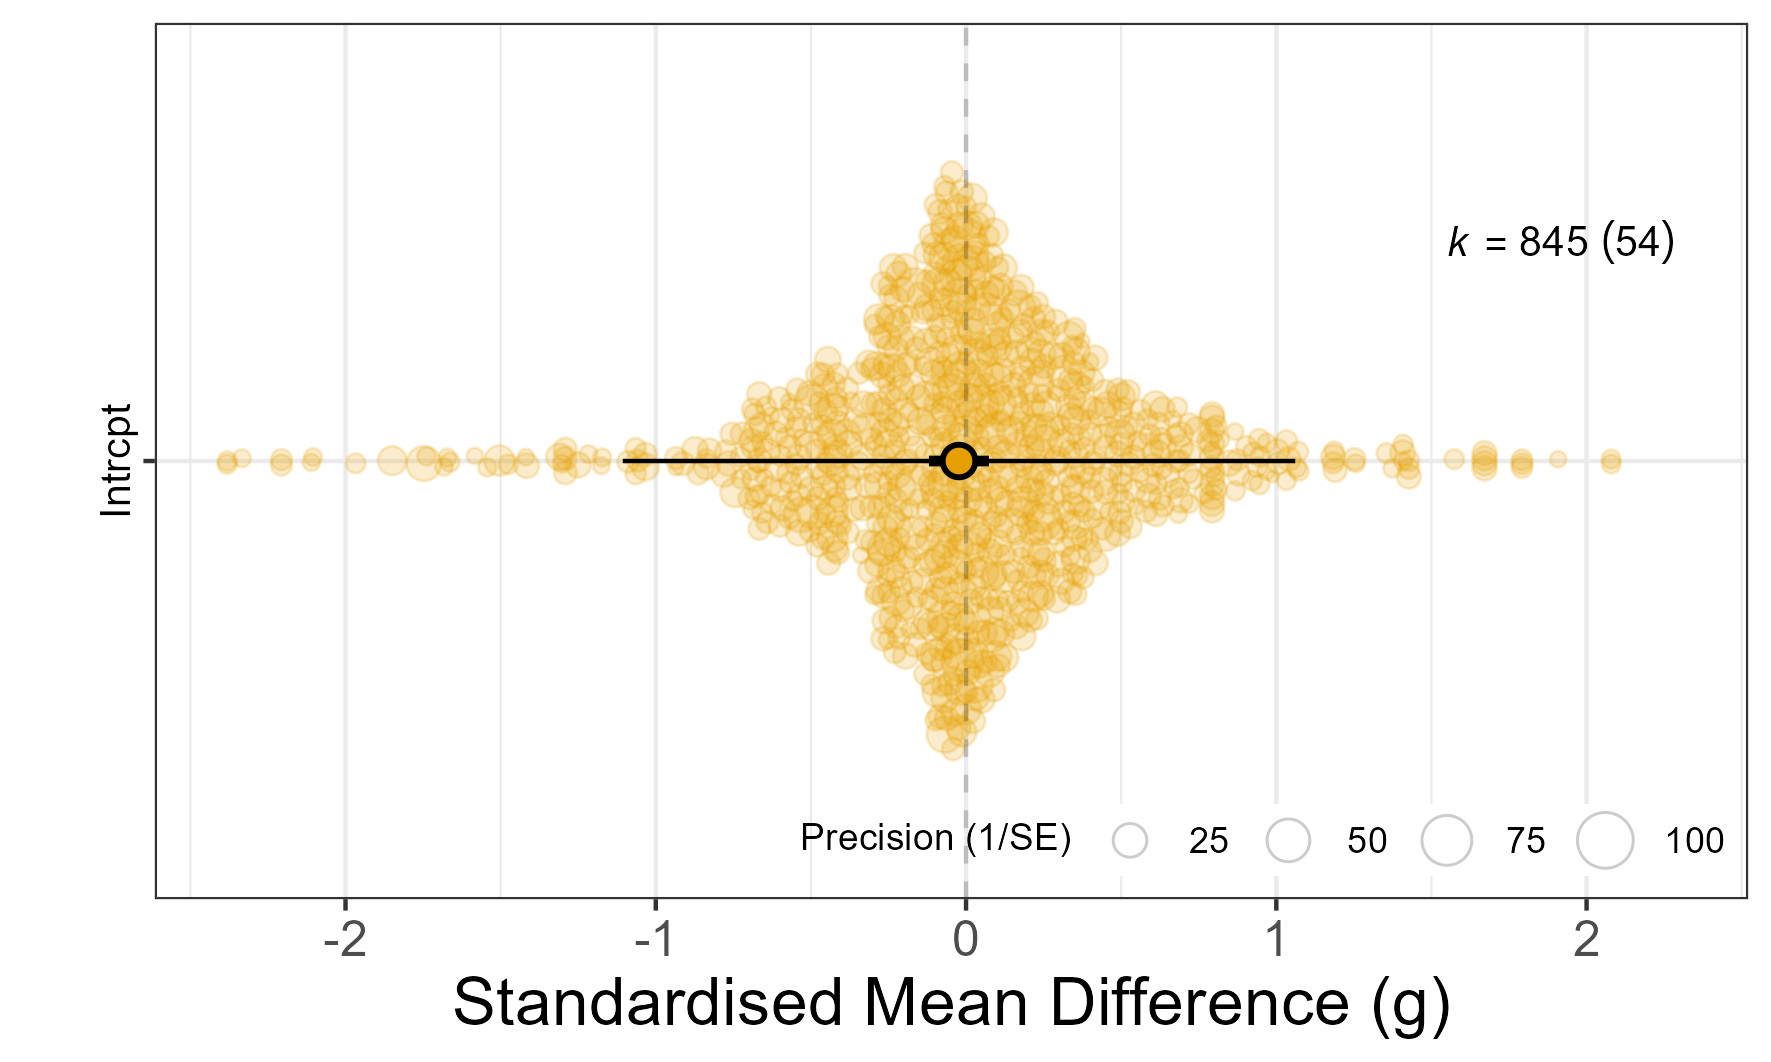 k = 845 (54)
Intrcpt
Precision (1/SE) 25 50 75 100
-2 -1 0 1 2
Standardised Mean Difference (g)